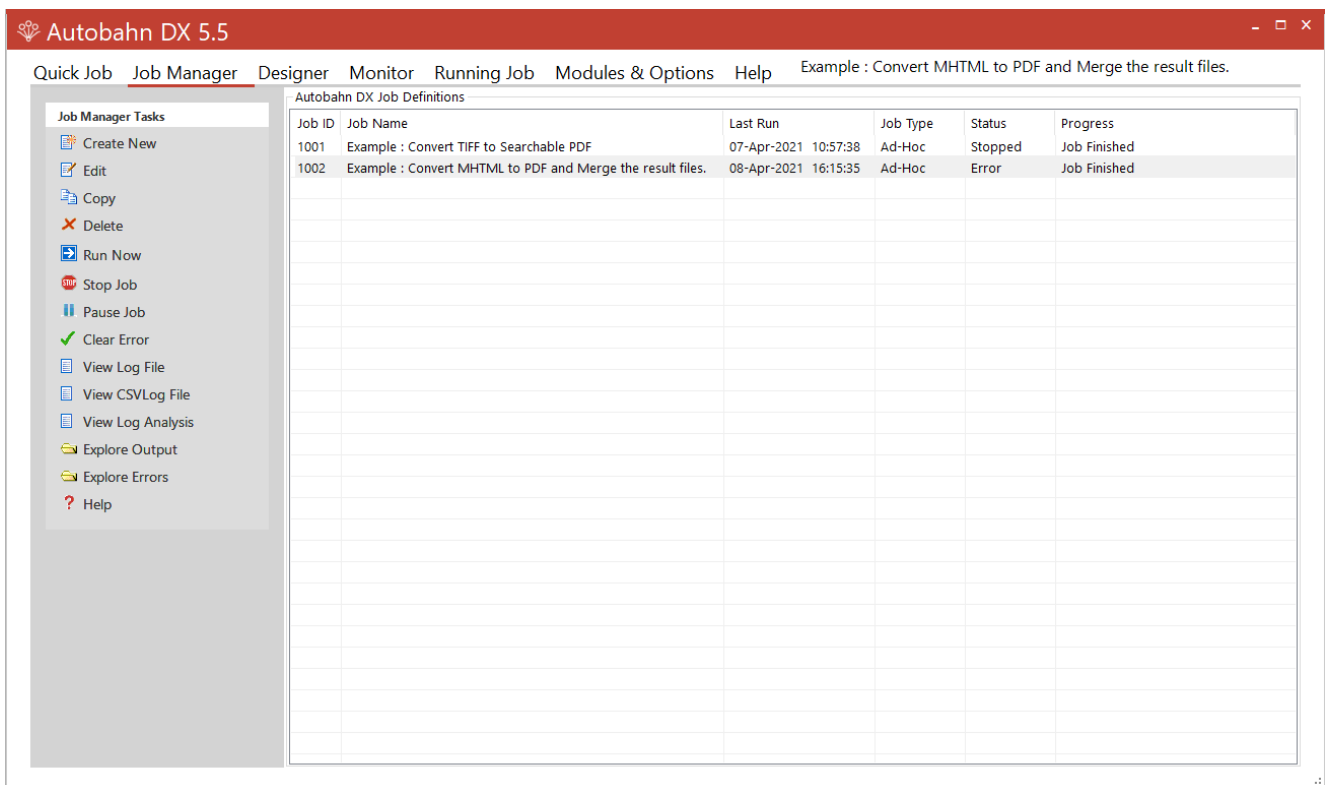 Autobahn DX 5.5
Quick Job Job Manager Designer Monitor Running Job Modules & Options Help Example : Convert MHTML to PDF and Merge the result files.
Job Manager Tasks
Create New
Edit
Copy
Delete
Run Now
STOP Stop Job
Pause Job
Clear Error
View Log File
View CSVLog File
View Log Analysis
Explore Output
Explore Errors
? Help
Autobahn DX Job Definitions
Job ID Job Name Last Run Job Type Status Progress
1001 Example : Convert TIFF to Searchable PDF 07-Apr-2021 10:57:38 Ad-Hoc Stopped Job Finished
1002 Example : Convert MHTML to PDF and Merge the result files. 08-Apr-2021 16:15:35 Ad-Hoc Error Job Finished